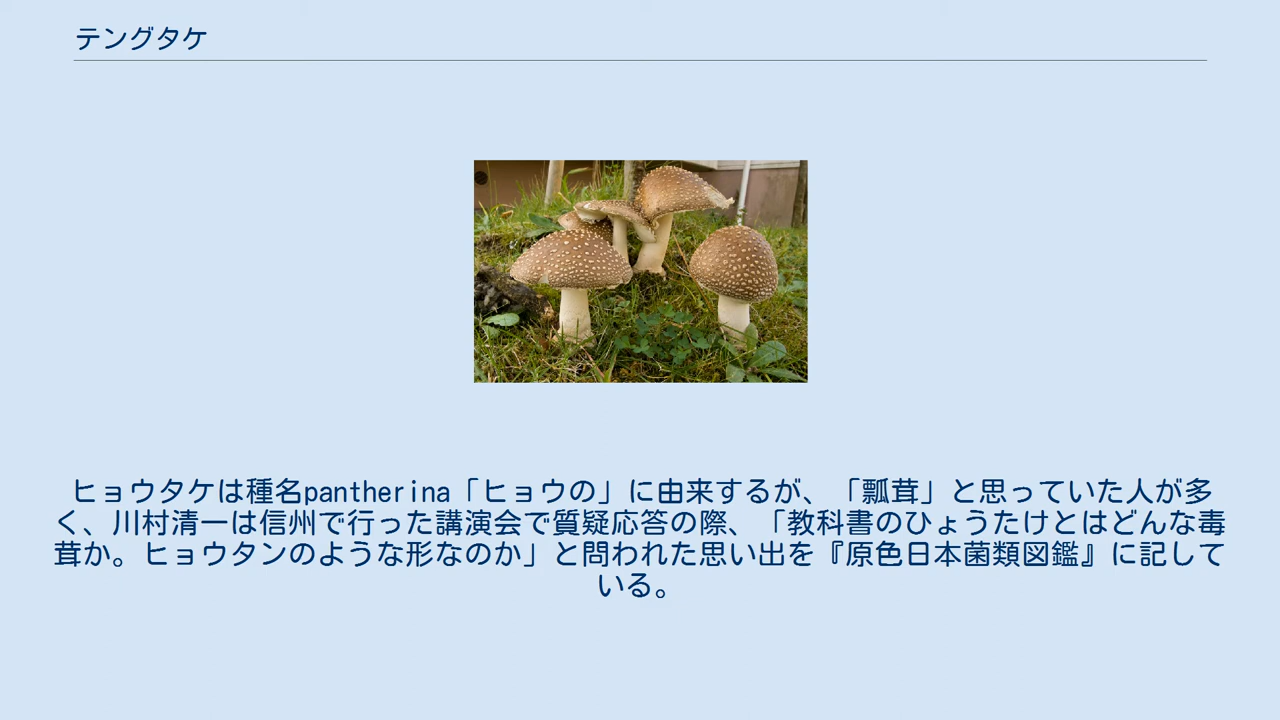 テングタケ
ヒョウタケは種名pantherina「ヒョウの」に由来するが、「瓢茸」と思っていた人が多
く、川村清一は信州で行った講演会で質疑応答の際、「教科書のひょうたけとはどんな毒
茸か。ヒョウタンのような形なのか」と問われた思い出を『原色日本菌類図鑑』に記して
いる。